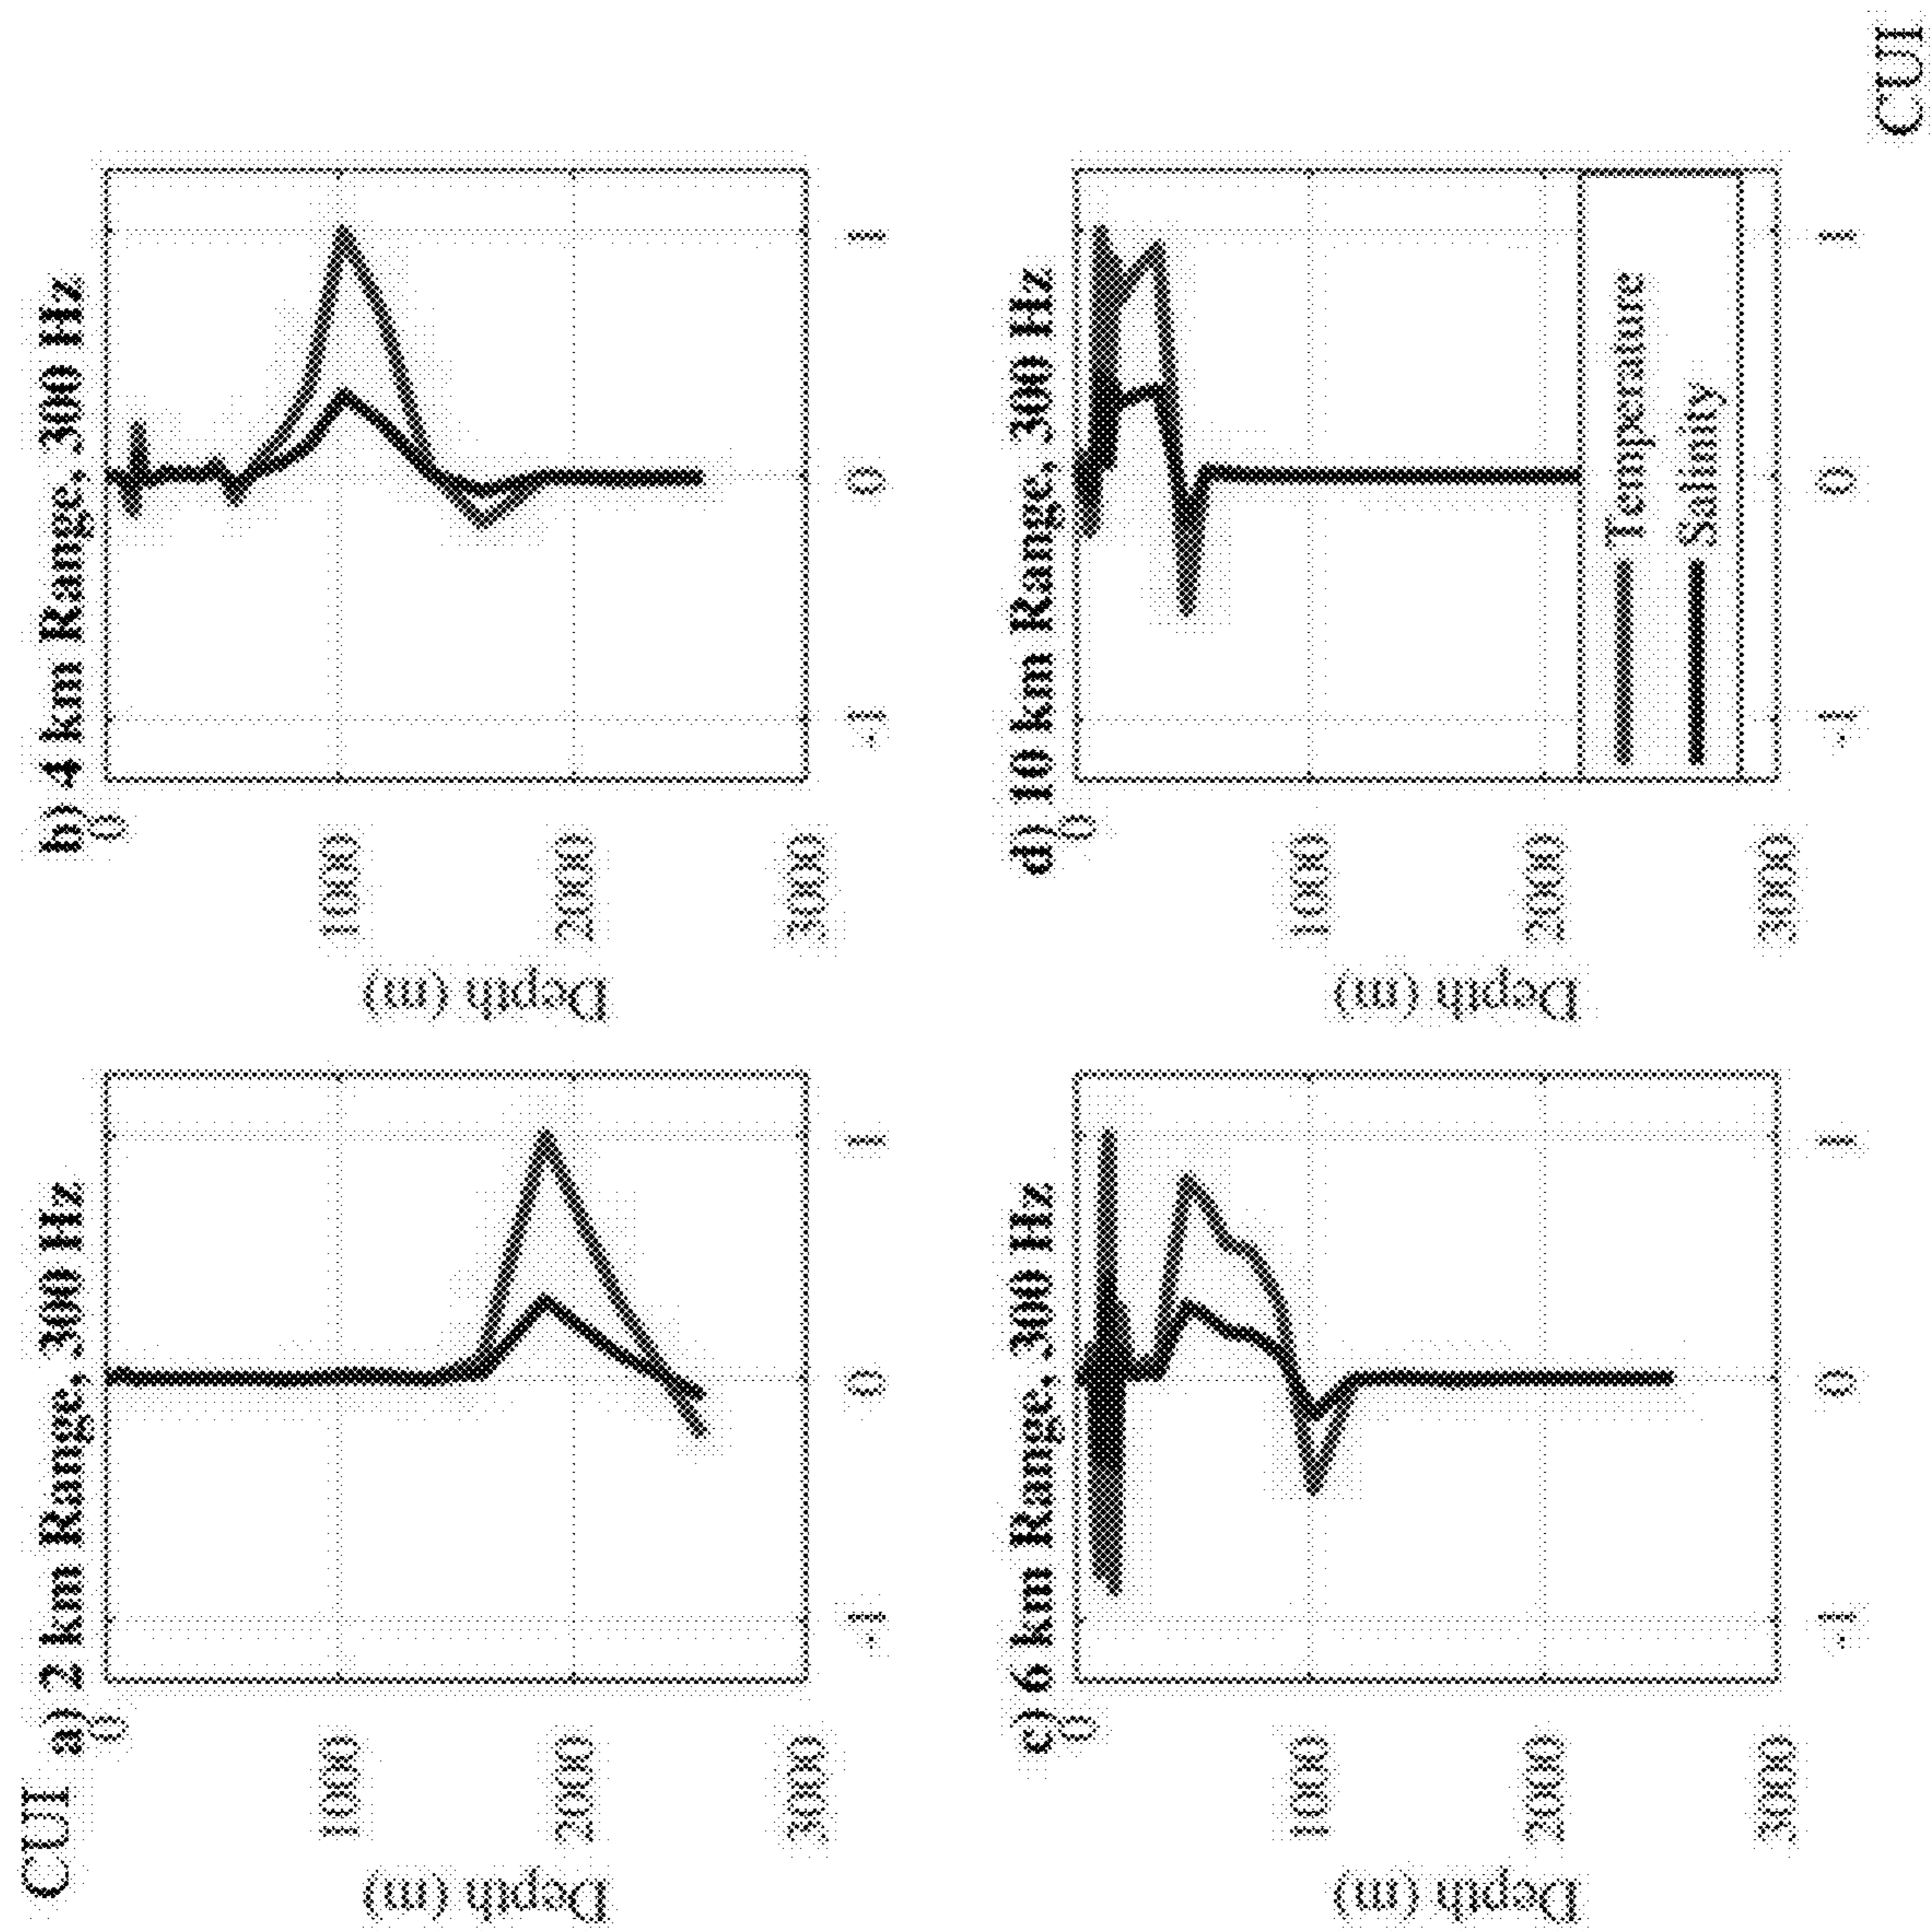 CUI
a) 2 km Range, 300 Hz
0
1000
2000
3000
Depth (m)
-1
0
1
b) 4 km Range, 300 Hz
0
1000
2000
3000
Depth (m)
-1
0
1
c) 6 km Range, 300 Hz
0
1000
2000
3000
Depth (m)
-1
0
1
d) 10 km Range, 300 Hz
0
1000
2000
3000
Depth (m)
-1
0
1
Temperature
Salinity
CUI